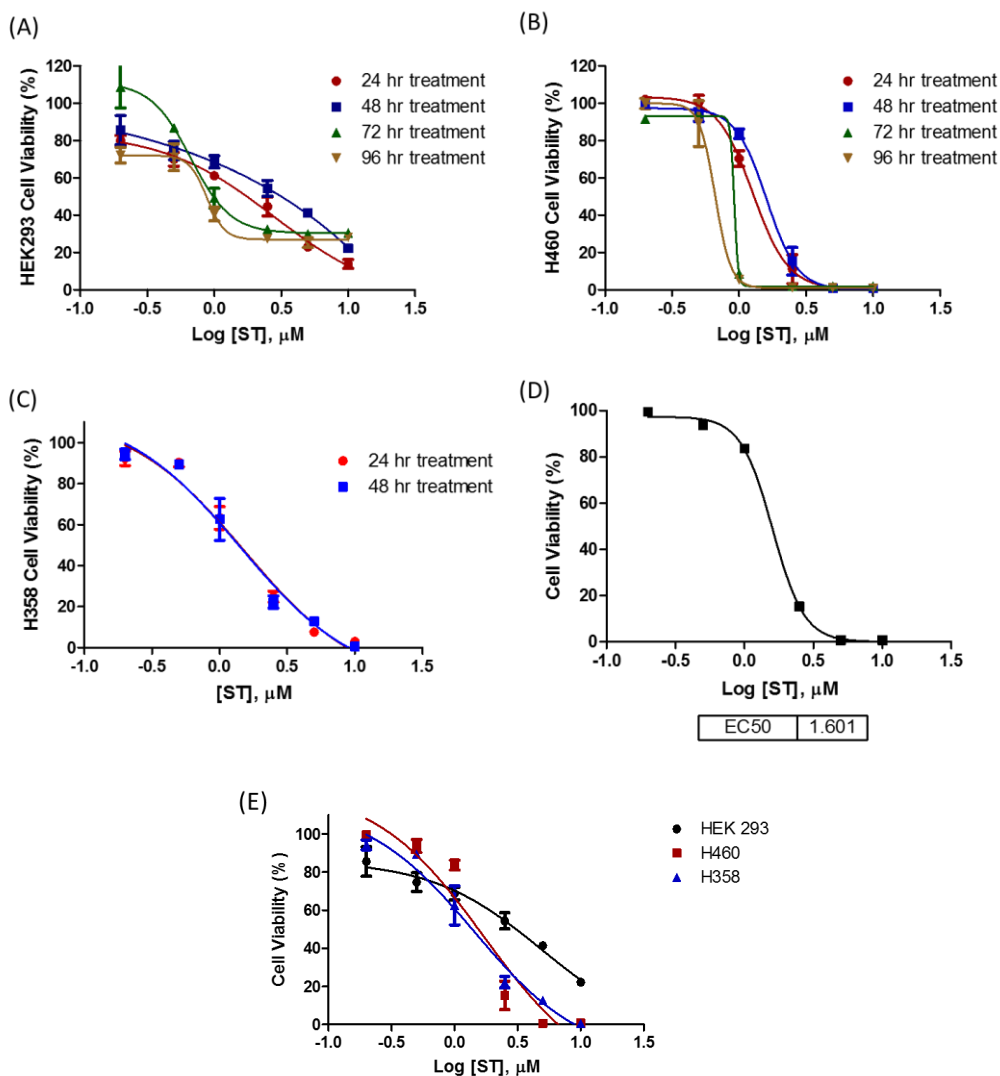 (A)
HEK293 Cell Viability (%)
120
100
80
60
40
20
0
-1.0
-0.5
0.0
0.5
1.0
1.5
Log [ST], µM
24 hr treatment
48 hr treatment
72 hr treatment
96 hr treatment
(B)
H460 Cell Viability (%)
120
100
80
60
40
20
0
-1.0
-0.5
0.0
0.5
1.0
1.5
Log [ST], µM
24 hr treatment
48 hr treatment
72 hr treatment
96 hr treatment
(C)
H358 Cell Viability (%)
100
80
60
40
20
0
-1.0
-0.5
0.0
0.5
1.0
1.5
[ST], µM
24 hr treatment
48 hr treatment
(D)
Cell Viability (%)
100
80
60
40
20
0
-1.0
-0.5
0.0
0.5
1.0
1.5
Log [ST], µM
EC50 1.601
(E)
Cell Viability (%)
100
80
60
40
20
0
-1.0
-0.5
0.0
0.5
1.0
1.5
Log [ST], µM
HEK 293
H460
H358